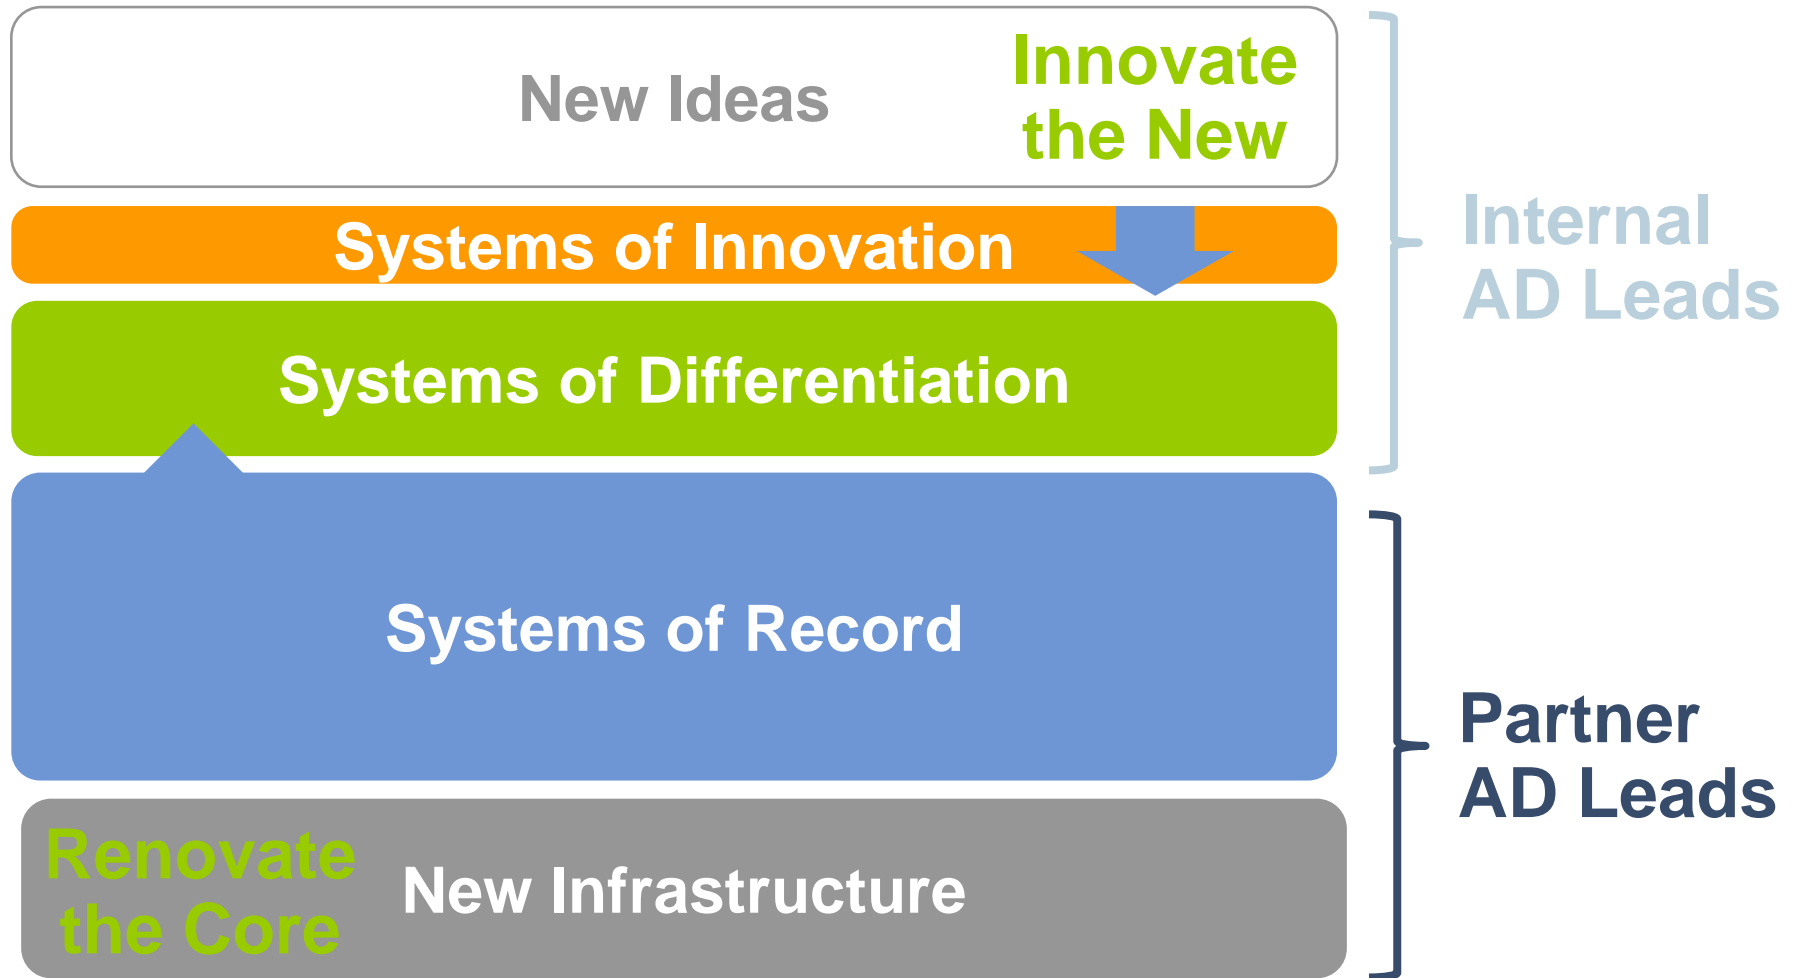 New Ideas
Innovate
the New
Systems of Innovation
Internal
AD Leads
Systems of Differentiation
Systems of Record
Partner
AD Leads
Renovate
the Core
New Infrastructure